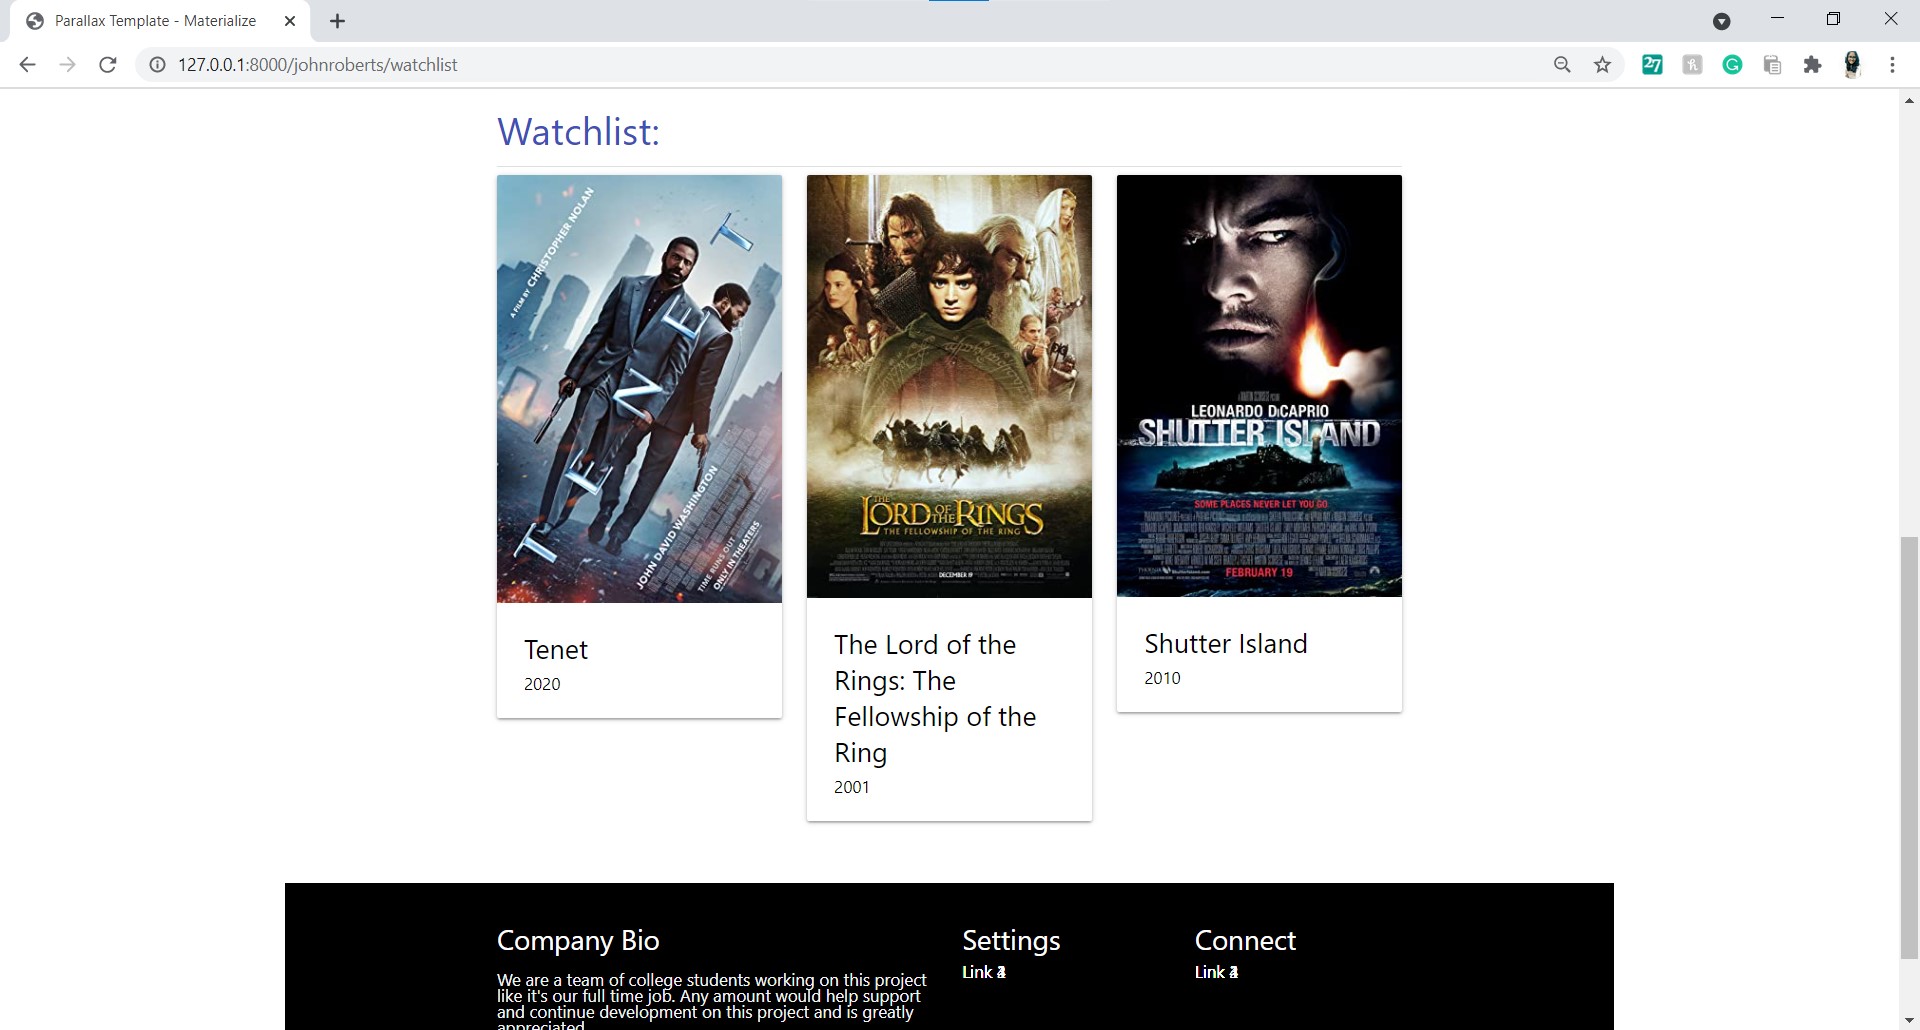 Parallax Template - Materialize
127.0.0.1:8000/johnroberts/watchlist
27
Watchlist:
A FILM BY CHRISTOPHER NOLAN
TENET
JOHN DAVID WASHINGTON
TIME RUNS OUT
ONLY IN THEATERS
THE
LORD OF THE RINGS
THE FELLOWSHIP OF THE RING
DECEMBER 19
LEONARDO DiCAPRIO
SHUTTER ISLAND
SOME PLACES NEVER LET YOU GO
FEBRUARY 19
Tenet
2020
The Lord of the
Rings: The
Fellowship of the
Ring
2001
Shutter Island
2010
Company Bio
We are a team of college students working on this project
like it's our full time job. Any amount would help support
and continue development on this project and is greatly
appreciated
Settings
Link
Connect
Link